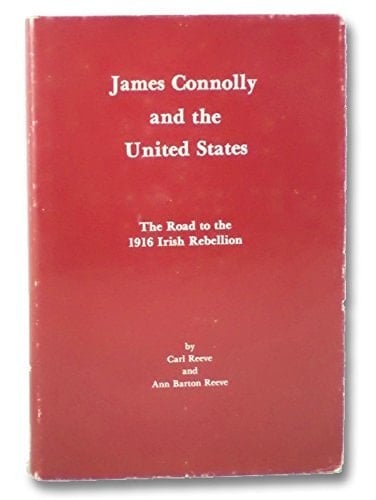 James Connolly
and the
United States
The Road to the
1916 Irish Rebellion
by
Carl Reeve
and
Ann Barton Reeve